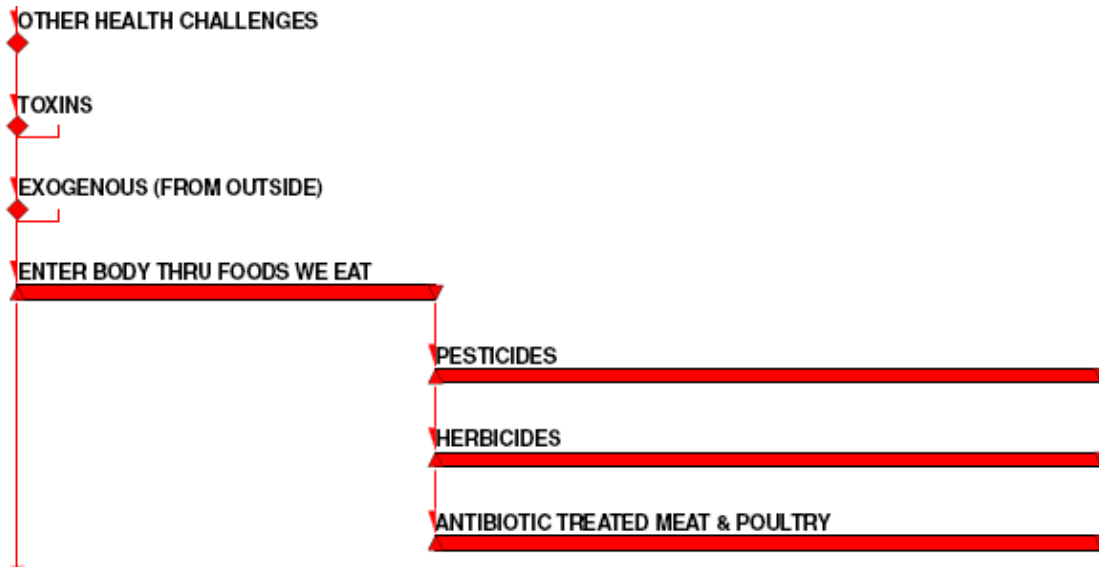 OTHER HEALTH CHALLENGES
TOXINS
EXOGENOUS (FROM OUTSIDE)
ENTER BODY THRU FOODS WE EAT
PESTICIDES
HERBICIDES
ANTIBIOTIC TREATED MEAT & POULTRY